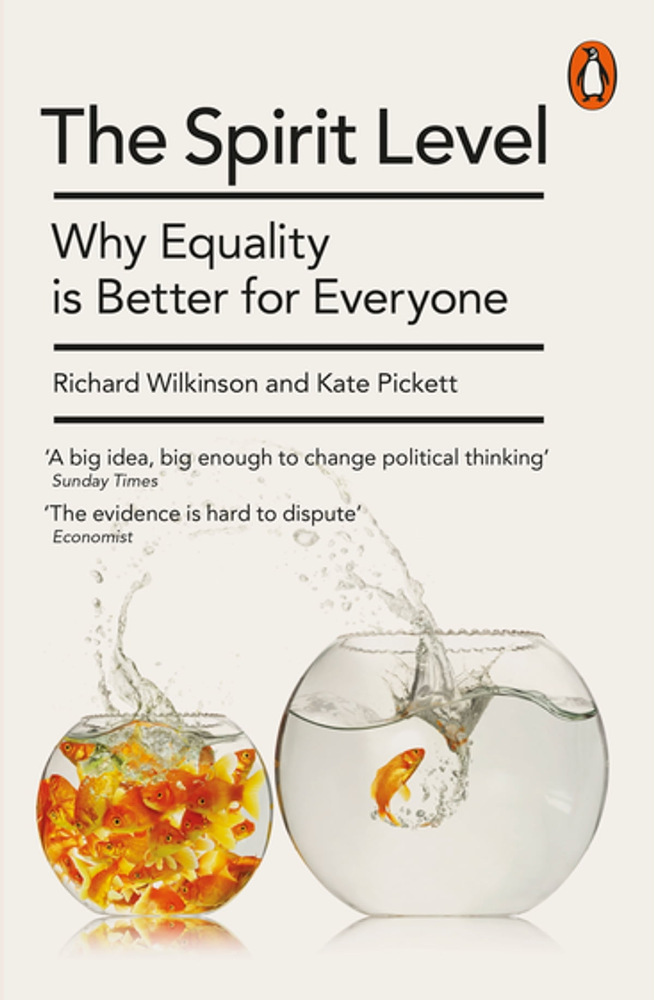 The Spirit Level
Why Equality
is Better for Everyone
Richard Wilkinson and Kate Pickett
‘A big idea, big enough to change political thinking’
Sunday Times
‘The evidence is hard to dispute’
Economist